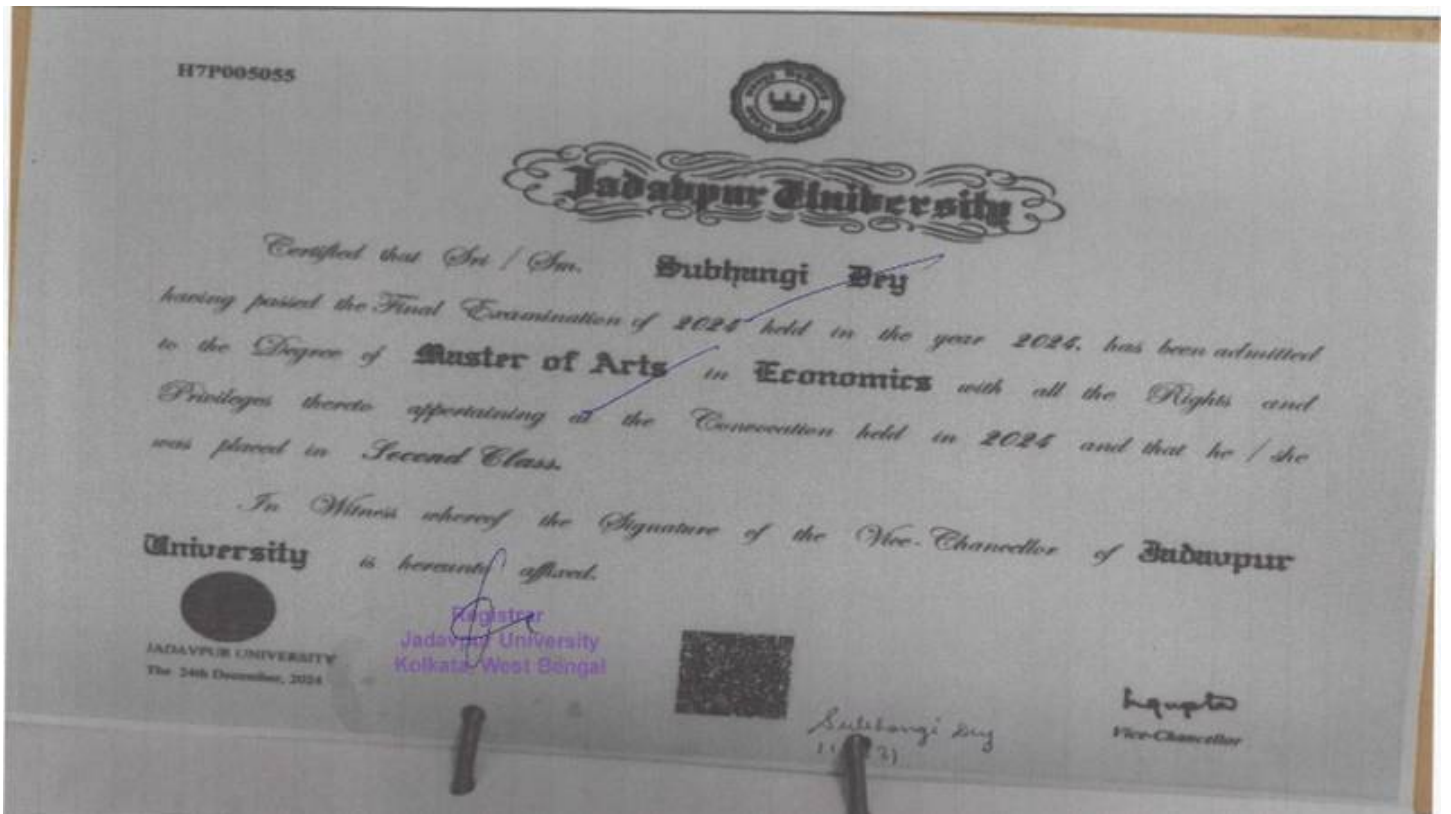 H7P005055
Jadavpur University
Certified that Sri / Sm. Subhangi Dey
having passed the Final Examination of 2024 held in the year 2024, has been admitted
to the Degree of Master of Arts in Economics with all the Rights and
Privileges thereto appertaining at the Convocation held in 2024 and that he / she
was placed in Second Class.
In Witness whereof the Signature of the Vice-Chancellor of Jadavpur
University is hereunto affixed.
Registrar
Jadavpur University
Kolkata, West Bengal
JADAVPUR UNIVERSITY
The 24th December, 2024
Subhangi Dey
Vice-Chancellor